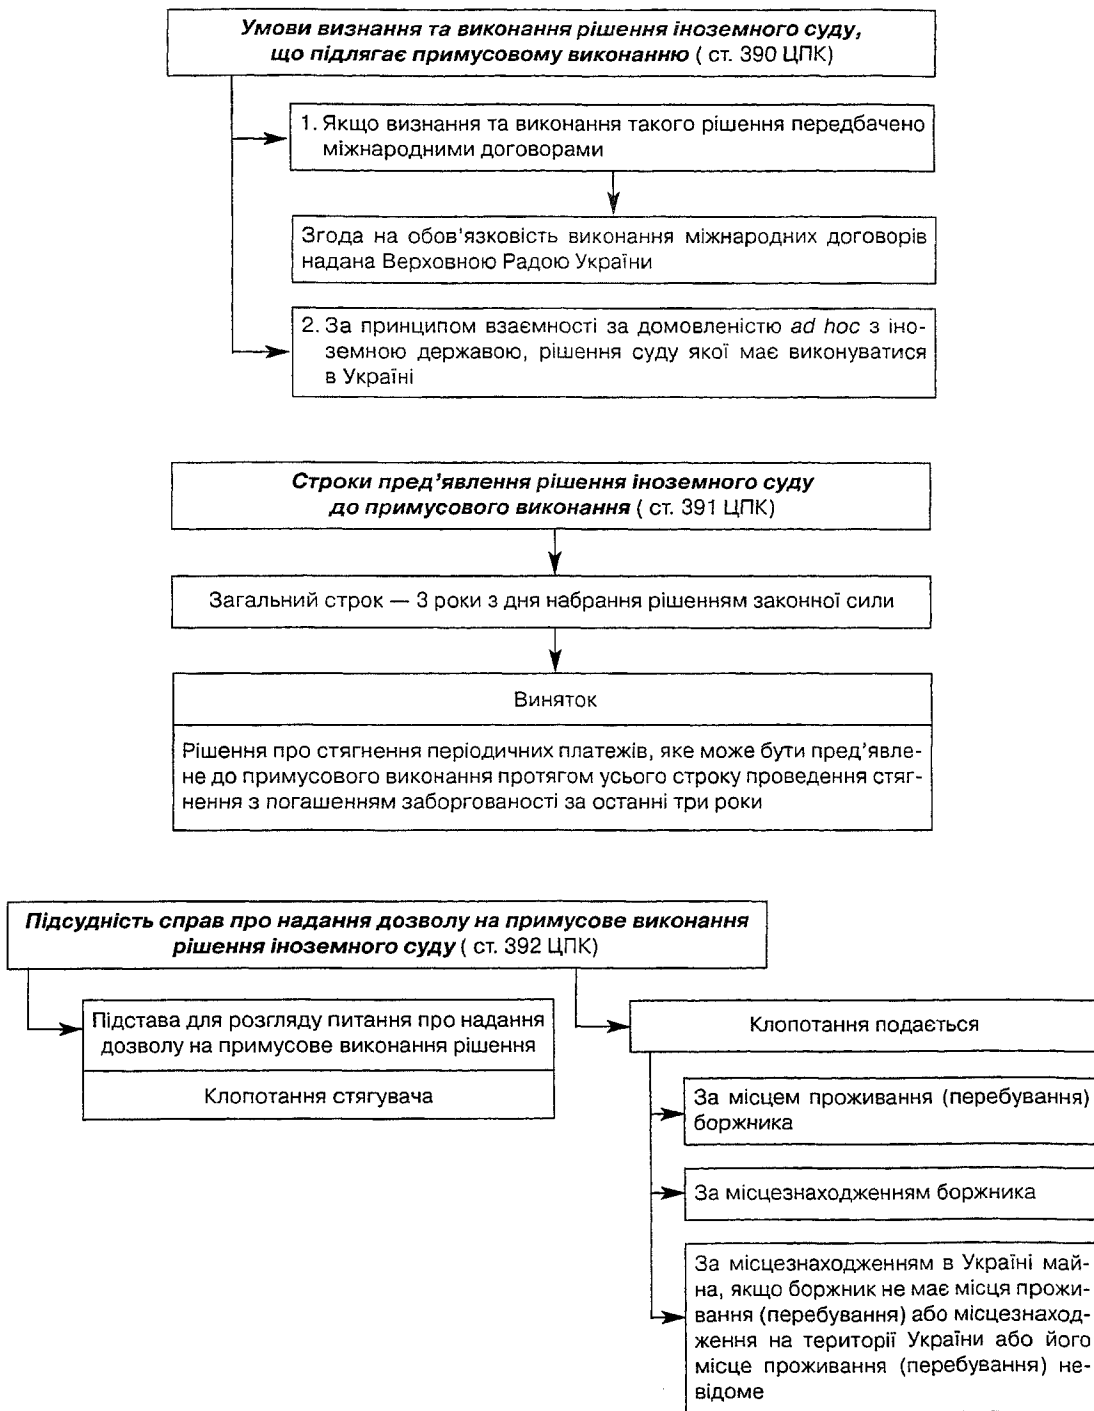 Умови визнання та виконання рішення іноземного суду,
що підлягає примусовому виконанню ( ст. 390 ЦПК)
1. Якщо визнання та виконання такого рішення передбачено
міжнародними договорами
Згода на обов'язковість виконання міжнародних договорів
надана Верховною Радою України
2. За принципом взаємності за домовленістю ad hoc з іно-
земною державою, рішення суду якої має виконуватися
в Україні
Строки пред'явлення рішення іноземного суду
до примусового виконання ( ст. 391 ЦПК)
Загальний строк — 3 роки з дня набрання рішенням законної сили
Виняток
Рішення про стягнення періодичних платежів, яке може бути пред'явле-
не до примусового виконання протягом усього строку проведення стяг-
нення з погашенням заборгованості за останні три роки
Підсудність справ про надання дозволу на примусове виконання
рішення іноземного суду ( ст. 392 ЦПК)
Підстава для розгляду питання про надання
дозволу на примусове виконання рішення
Клопотання стягувача
Клопотання подається
За місцем проживання (перебування)
боржника
За місцезнаходженням боржника
За місцезнаходженням в Україні май-
на, якщо боржник не має місця прожи-
вання (перебування) або місцезнаход-
ження на території України або його
місце проживання (перебування) не-
відоме